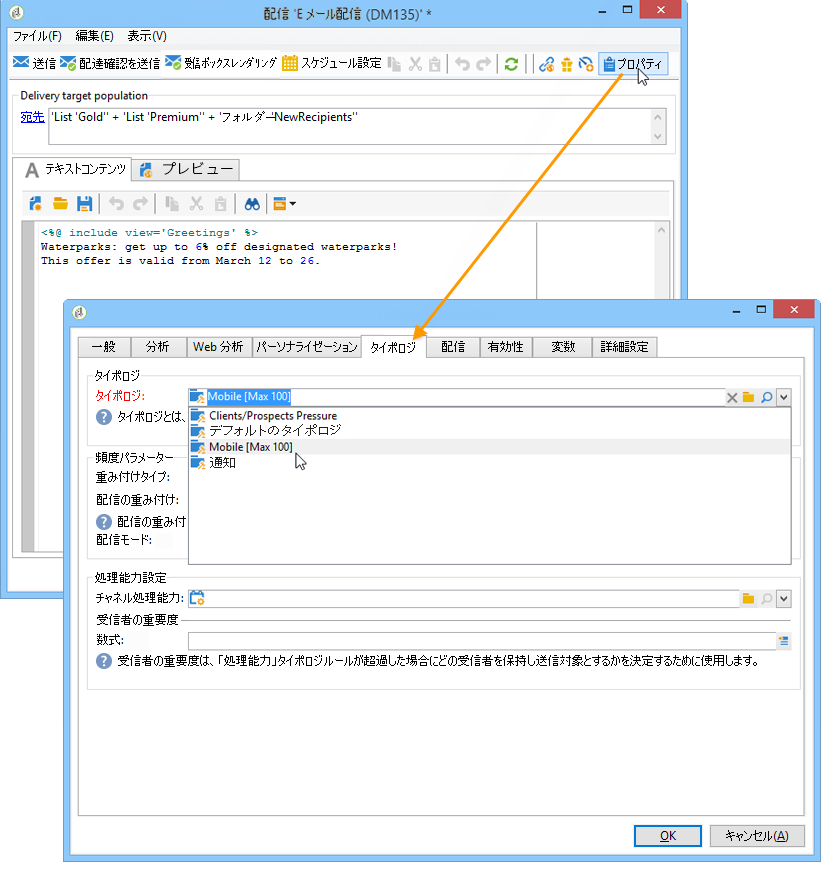 配信 'Eメール配信 (DM135)' *
ファイル(F) 編集(E) 表示(V)
送信 配達確認を送信 受信ボックスレンダリング スケジュール設定 プロパティ
Delivery target population
宛先 'List 'Gold'' + 'List 'Premium'' + 'フォルダーNewRecipients''
A テキストコンテンツ プレビュー
<%@ include view='Greetings' %>
Waterparks: get up to 6% off designated waterparks!
This offer is valid from March 12 to 26.
一般 分析 Web 分析 パーソナライゼーション タイポロジ 配信 有効性 変数 詳細設定
タイポロジ
タイポロジ: Mobile [Max 100]
タイポロジとは、
Clients/Prospects Pressure
デフォルトのタイポロジ
Mobile [Max 100]
通知
頻度パラメーター
重み付けタイプ:
配信の重み付け:
配信の重み付
配信モード:
処理能力設定
チャネル処理能力:
受信者の重要度
数式:
受信者の重要度は、「処理能力」タイポロジルールが超過した場合にどの受信者を保持し送信対象とするかを決定するために使用します。
OK キャンセル(A)